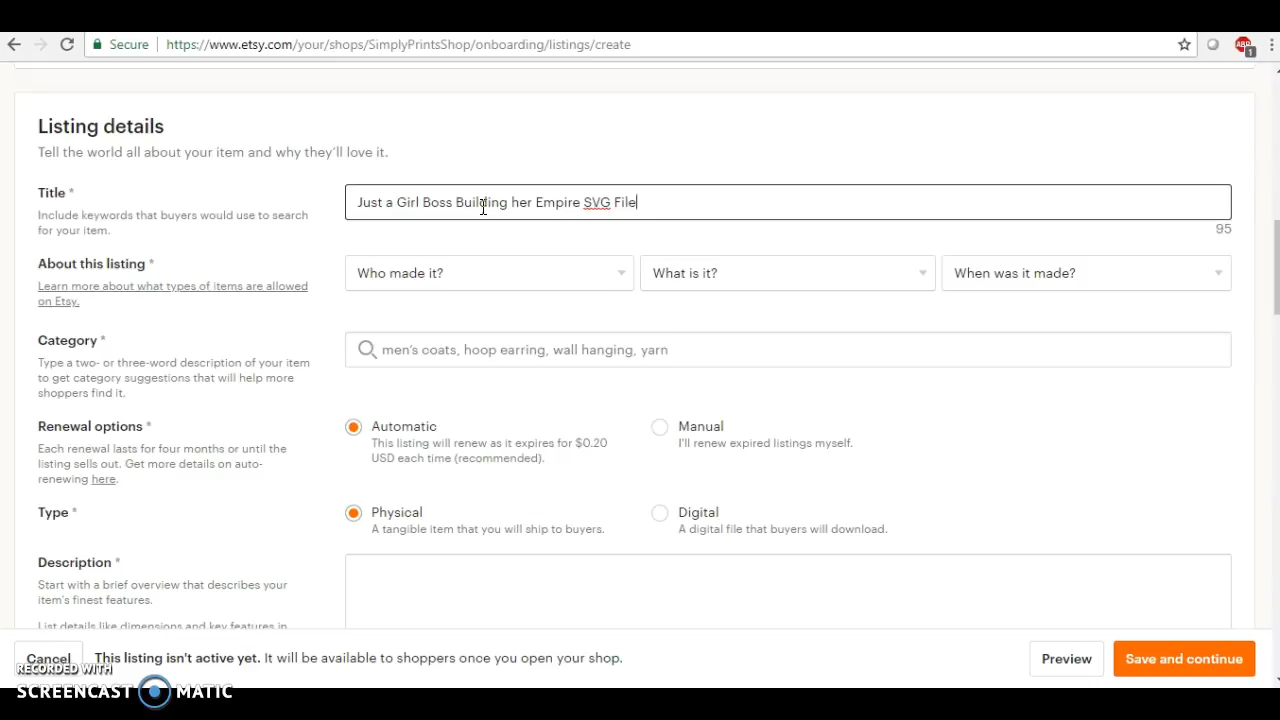 Secure
https://www.etsy.com/your/shops/SimplyPrintsShop/onboarding/listings/create
ABP
1
Listing details
Tell the world all about your item and why they'll love it.
Title *
Include keywords that buyers would use to search
for your item.
Just a Girl Boss Building her Empire SVG File
95
About this listing *
Learn more about what types of items are allowed
on Etsy.
Who made it?
What is it?
When was it made?
Category *
Type a two- or three-word description of your item
to get category suggestions that will help more
shoppers find it.
men's coats, hoop earring, wall hanging, yarn
Renewal options *
Each renewal lasts for four months or until the
listing sells out. Get more details on auto-
renewing here.
Automatic
This listing will renew as it expires for $0.20
USD each time (recommended).
Manual
I'll renew expired listings myself.
Type *
Physical
A tangible item that you will ship to buyers.
Digital
A digital file that buyers will download.
Description *
Start with a brief overview that describes your
item's finest features.
List details like dimensions and key features in
Cancel
This listing isn't active yet. It will be available to shoppers once you open your shop.
Preview
Save and continue
RECORDED WITH
SCREENCAST MATIC